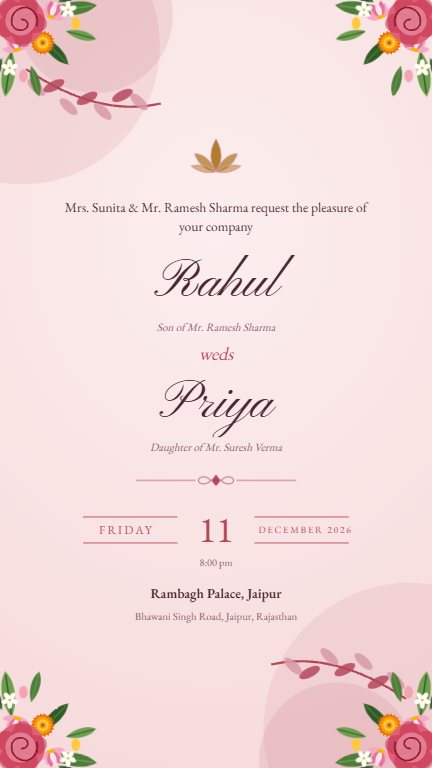 Mrs. Sunita & Mr. Ramesh Sharma request the pleasure of
your company
Rahul
Son of Mr. Ramesh Sharma
weds
Priya
Daughter of Mr. Suresh Verma
FRIDAY 11 DECEMBER 2026
8:00 pm
Rambagh Palace, Jaipur
Bhawani Singh Road, Jaipur, Rajasthan